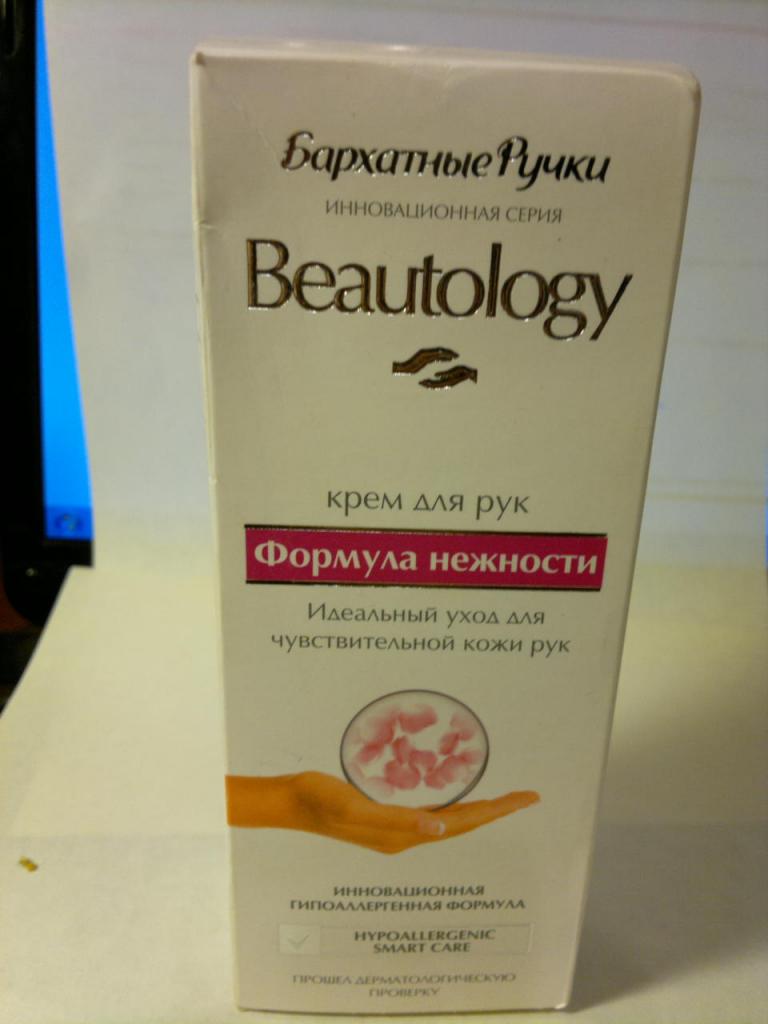 Бархатные Ручки
ИННОВАЦИОННАЯ СЕРИЯ
Beautology
крем для рук
Формула нежности
Идеальный уход для
чувствительной кожи рук
ИННОВАЦИОННАЯ
ГИПОАЛЛЕРГЕННАЯ ФОРМУЛА
HYPOALLERGENIC
SMART CARE
ПРОШЕЛ ДЕРМАТОЛОГИЧЕСКУЮ
ПРОВЕРКУ